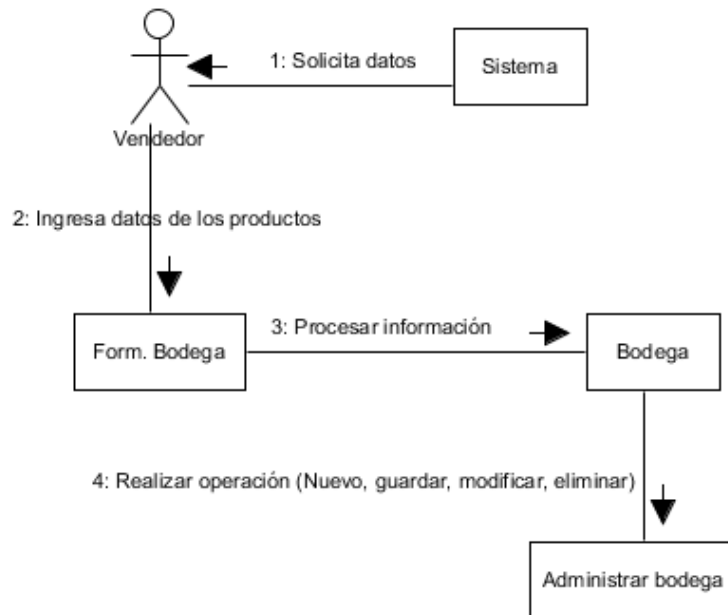 1: Solicita datos
Sistema
Vendedor
2: Ingresa datos de los productos
3: Procesar información
Form. Bodega
Bodega
4: Realizar operación (Nuevo, guardar, modificar, eliminar)
Administrar bodega